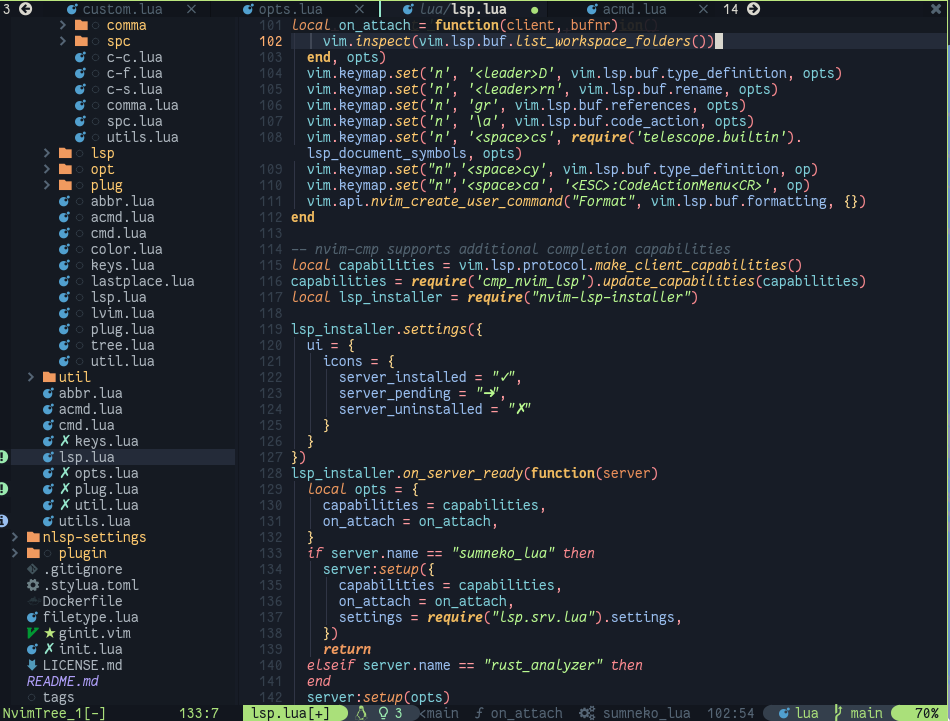 3 custom.lua opts.lua lua/lsp.lua acmd.lua 14
comma
spc
c-c.lua
c-f.lua
c-s.lua
comma.lua
spc.lua
utils.lua
lsp
opt
plug
abbr.lua
acmd.lua
cmd.lua
color.lua
keys.lua
lastplace.lua
lsp.lua
lvim.lua
plug.lua
tree.lua
util.lua
util
abbr.lua
acmd.lua
cmd.lua
✗ keys.lua
lsp.lua
✗ opts.lua
✗ plug.lua
✗ util.lua
utils.lua
nlsp-settings
plugin
.gitignore
.stylua.toml
Dockerfile
filetype.lua
★ ginit.vim
✗ init.lua
LICENSE.md
README.md
tags
101 local on_attach = function(client, bufnr)
102 vim.inspect(vim.lsp.buf.list_workspace_folders())
103 end, opts)
104 vim.keymap.set('n', '<leader>D', vim.lsp.buf.type_definition, opts)
105 vim.keymap.set('n', '<leader>rn', vim.lsp.buf.rename, opts)
106 vim.keymap.set('n', 'gr', vim.lsp.buf.references, opts)
107 vim.keymap.set('n', '\a', vim.lsp.buf.code_action, opts)
108 vim.keymap.set('n', '<space>cs', require('telescope.builtin').
lsp_document_symbols, opts)
109 vim.keymap.set("n",'<space>cy', vim.lsp.buf.type_definition, op)
110 vim.keymap.set("n",'<space>ca', '<ESC>:CodeActionMenu<CR>', op)
111 vim.api.nvim_create_user_command("Format", vim.lsp.buf.formatting, {})
112 end
113
114 -- nvim-cmp supports additional completion capabilities
115 local capabilities = vim.lsp.protocol.make_client_capabilities()
116 capabilities = require('cmp_nvim_lsp').update_capabilities(capabilities)
117 local lsp_installer = require("nvim-lsp-installer")
118
119 lsp_installer.settings({
120 ui = {
121 icons = {
122 server_installed = "✓",
123 server_pending = "➜",
124 server_uninstalled = "✗"
125 }
126 }
127 })
128 lsp_installer.on_server_ready(function(server)
129 local opts = {
130 capabilities = capabilities,
131 on_attach = on_attach,
132 }
133 if server.name == "sumneko_lua" then
134 server:setup({
135 capabilities = capabilities,
136 on_attach = on_attach,
137 settings = require("lsp.srv.lua").settings,
138 })
139 return
140 elseif server.name == "rust_analyzer" then
141 end
142 server:setup(opts)
NvimTree_1[-] 133:7 lsp.lua[+] 3 <main ƒ on_attach sumneko_lua 102:54 lua main 70%